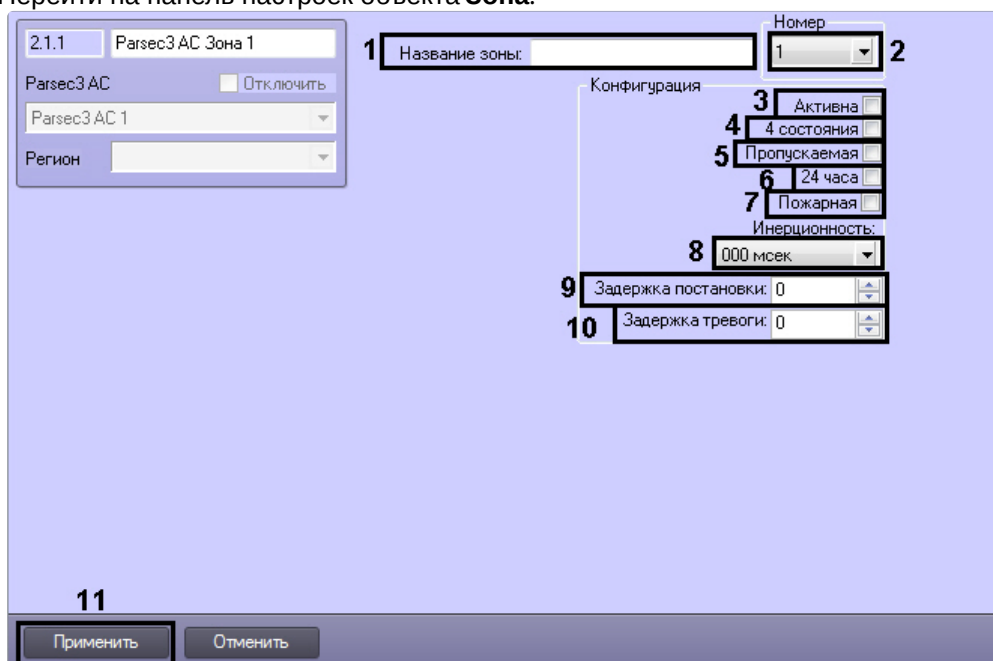 Перейти на панель настроек объекта Зона.
2.1.1 Parsec3 AC Зона 1
Parsec3 AC Отключить
Parsec3 AC 1
Регион
1 Название зоны:
Номер
1 2
Конфигурация
3 Активна
4 4 состояния
5 Пропускаемая
6 24 часа
7 Пожарная
Инерционность:
8 000 мсек
9 Задержка постановки: 0
10 Задержка тревоги: 0
11
Применить Отменить